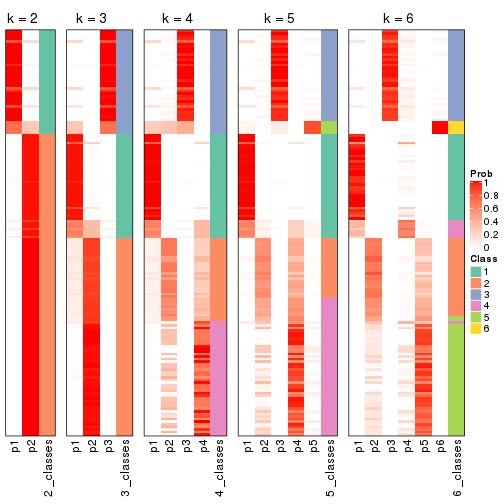 k = 2
k = 3
k = 4
k = 5
k = 6
Prob
1
0.8
0.6
0.4
0.2
0
Class
1
2
3
4
5
6
p1
p2
2_classes
p1
p2
p3
3_classes
p1
p2
p3
p4
4_classes
p1
p2
p3
p4
p5
5_classes
p1
p2
p3
p4
p5
p6
6_classes